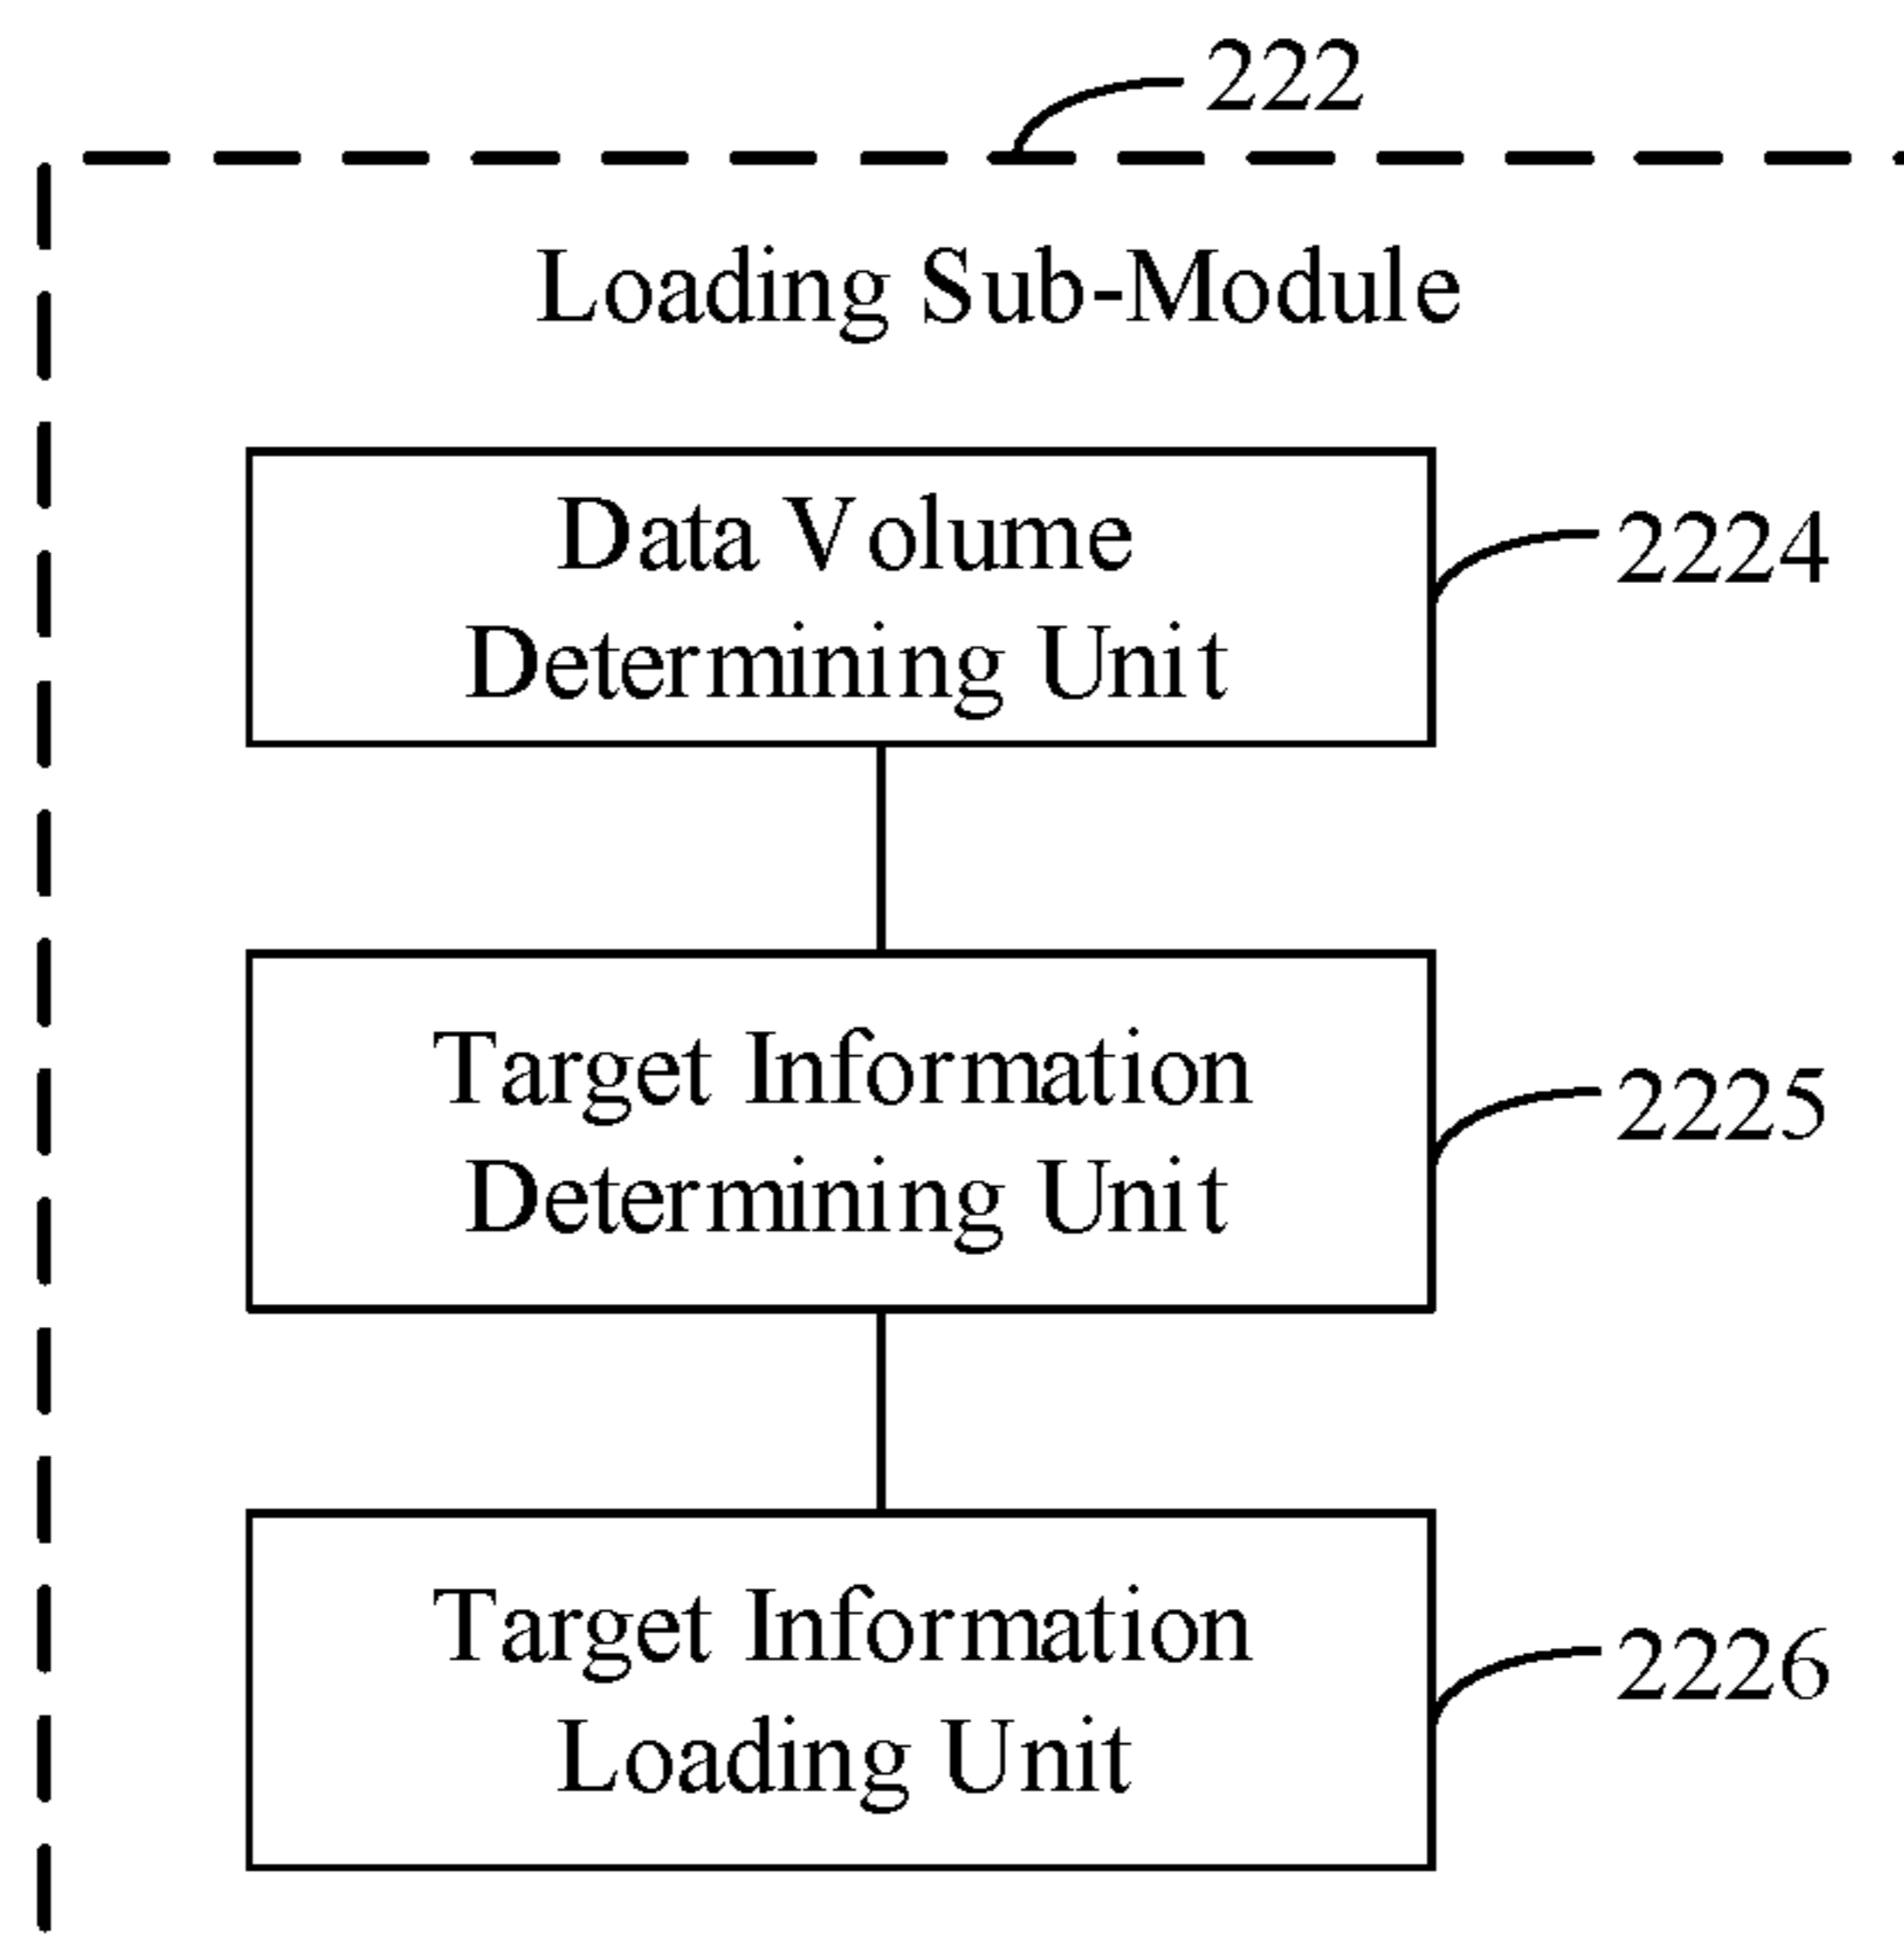 222
Loading Sub-Module
Data Volume
Determining Unit
2224
Target Information
Determining Unit
2225
Target Information
Loading Unit
2226